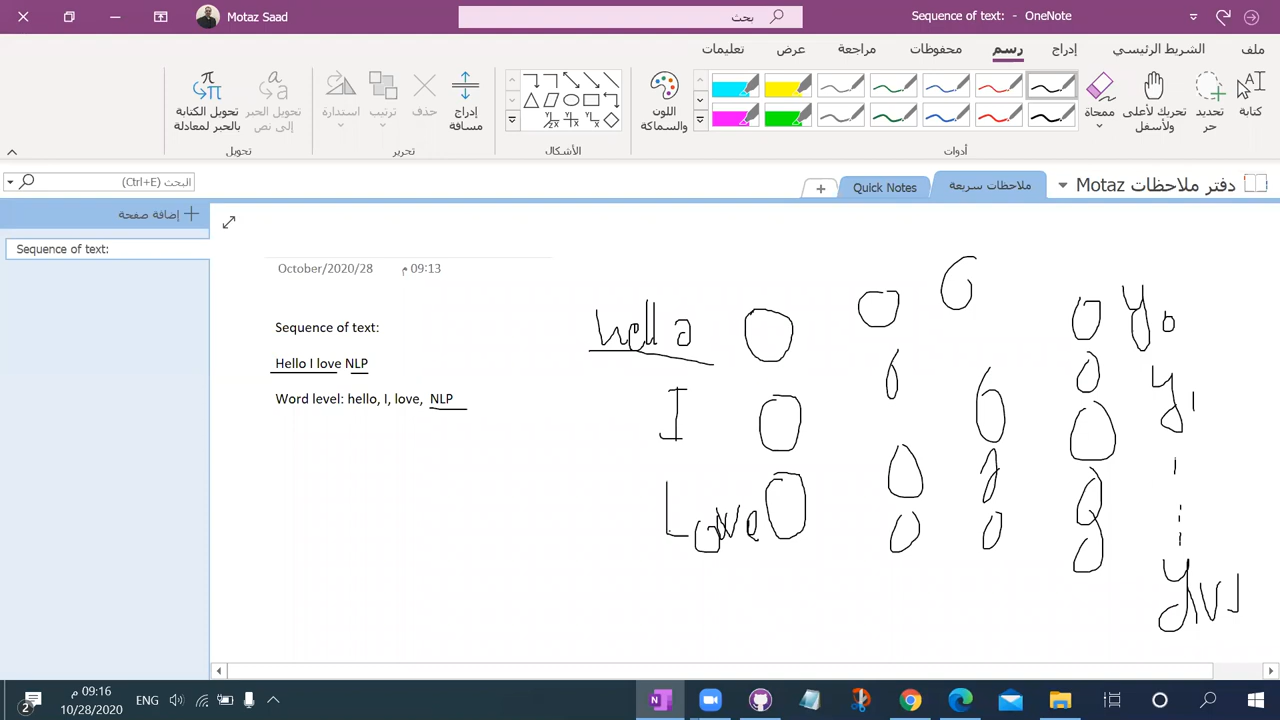 Motaz Saad
بحث
Sequence of text: - OneNote
ملف
الشريط الرئيسي
إدراج
رسم
محفوظات
مراجعة
عرض
تعليمات
كتابة
تحديد حر
تحريك لأعلى ولأسفل
ممحاة
اللون والسماكة
إدراج مسافة
حذف
ترتيب
استدارة
تحويل الحبر إلى نص
تحويل الكتابة بالحبر لمعادلة
أدوات
الأشكال
تحرير
تحويل
دفتر ملاحظات Motaz
ملاحظات سريعة
Quick Notes
البحث (Ctrl+E)
إضافة صفحة
Sequence of text:
October/2020/28 09:13 م
Sequence of text:
Hello I love NLP
Word level: hello, I, love, NLP
hello
I
Love
y0
y1
y|v|
09:16 م
10/28/2020
ENG
2